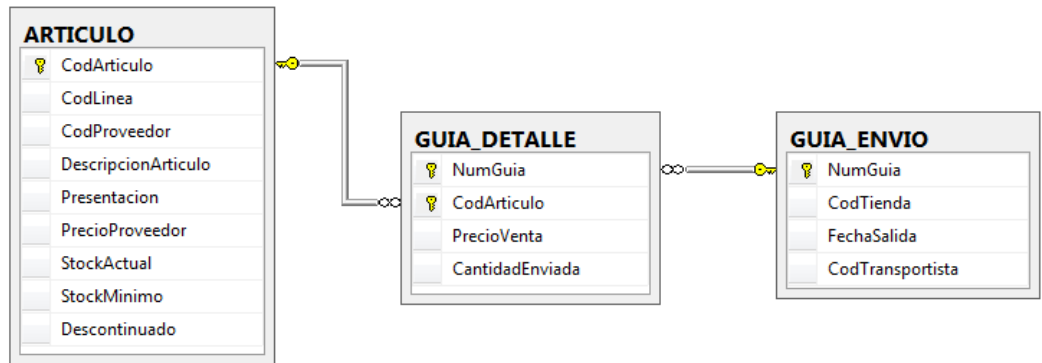 ARTICULO
CodArticulo
CodLinea
CodProveedor
DescripcionArticulo
Presentacion
PrecioProveedor
StockActual
StockMinimo
Descontinuado
GUIA_DETALLE
NumGuia
CodArticulo
PrecioVenta
CantidadEnviada
GUIA_ENVIO
NumGuia
CodTienda
FechaSalida
CodTransportista